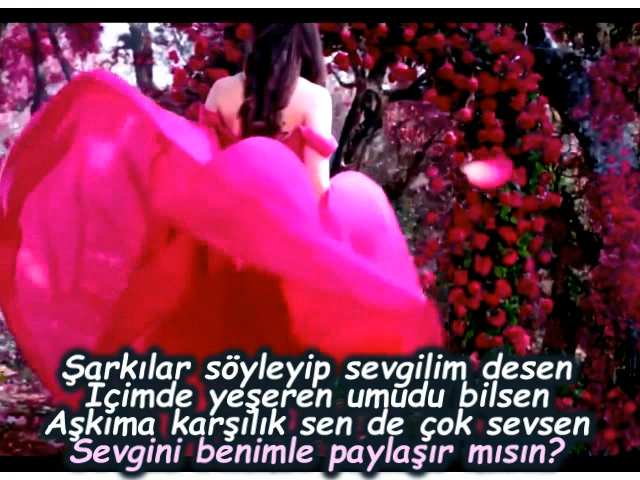 Şarkılar söyleyip sevgilim desen
İçimde yeşeren umudu bilsen
Aşkıma karşılık sen de çok sevsen
Sevgini benimle paylaşır mısın?